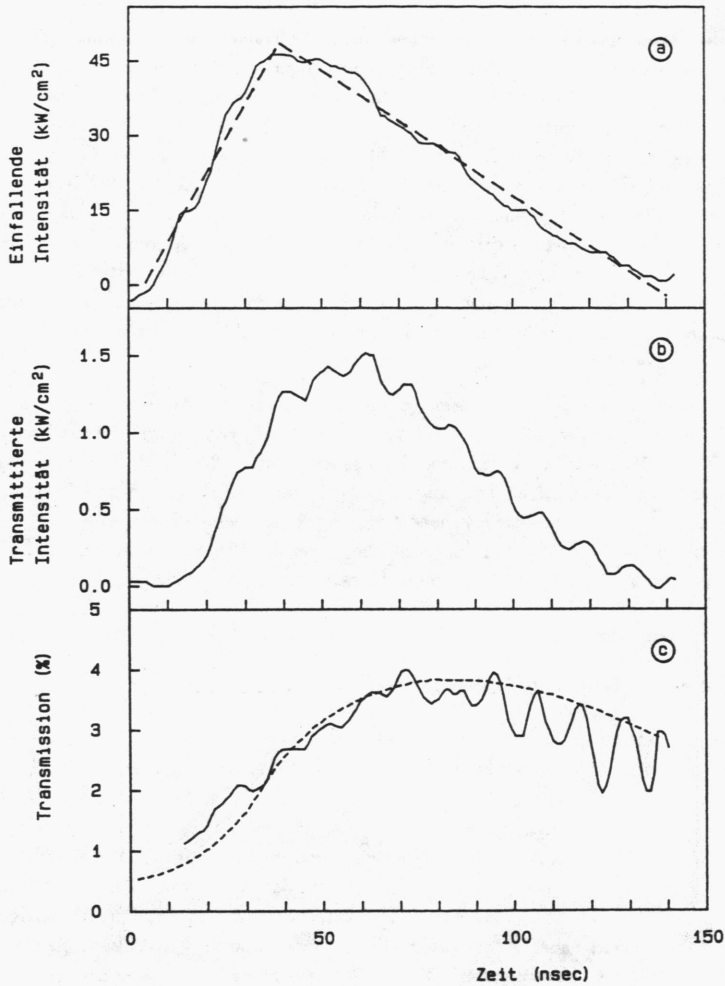 ⓐ
Einfallende
Intensität (kW/cm²)
45
30
15
0
ⓑ
Transmittierte
Intensität (kW/cm²)
1.5
1.0
0.5
0.0
ⓒ
Transmission (%)
5
4
3
2
1
0
0 50 100 150
Zeit (nsec)